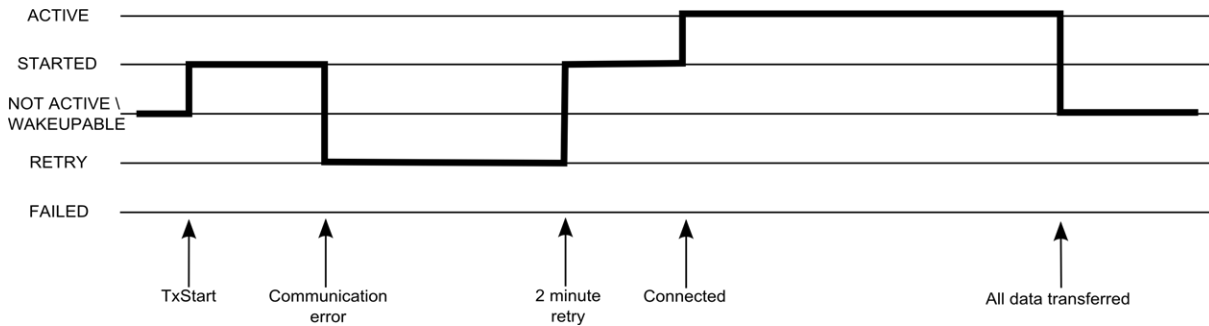 ACTIVE
STARTED
NOT ACTIVE \
WAKEUPABLE
RETRY
FAILED
TxStart
Communication
error
2 minute
retry
Connected
All data transferred